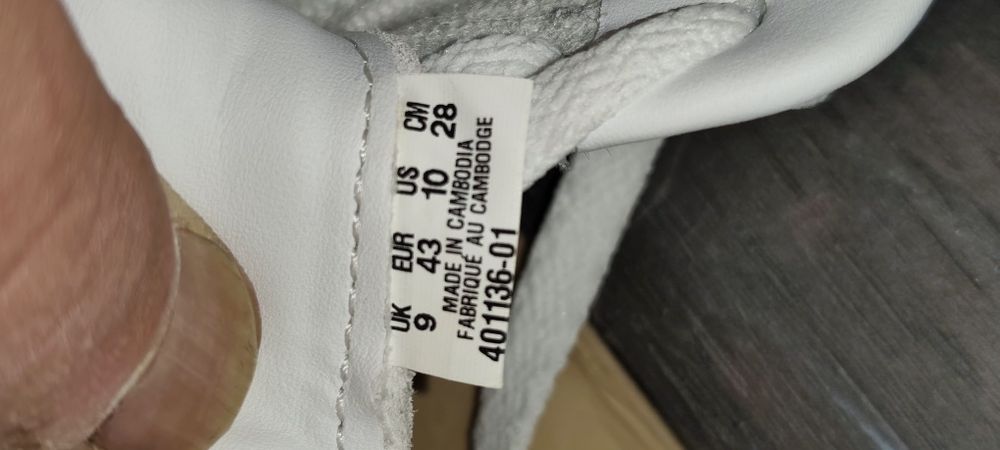 UK EUR US CM
9 43 10 28
MADE IN CAMBODIA
FABRIQUÉ AU CAMBODGE
401136-01